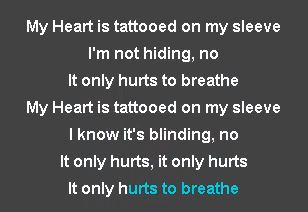 My Heart is tattooed on my sleeve
I'm not hiding, no
It only hurts to breathe
My Heart is tattooed on my sleeve
I know it's blinding, no
It only hurts, it only hurts
It only hurts to breathe